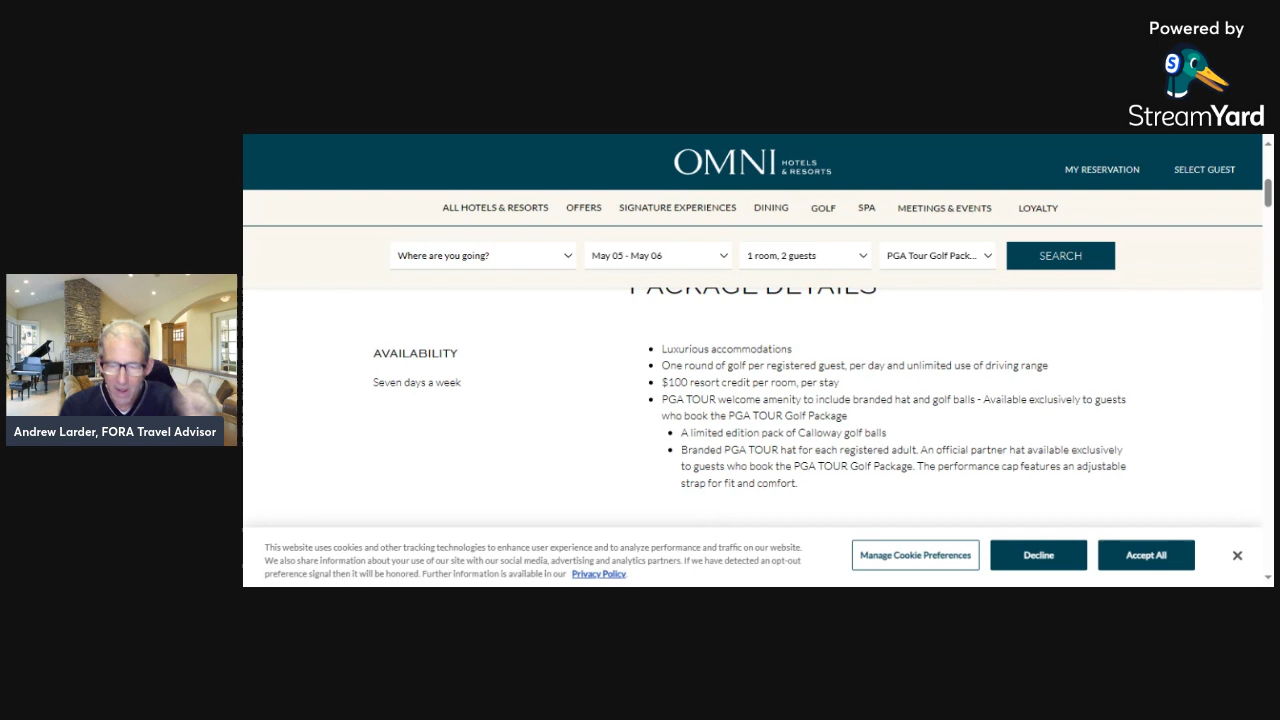 Powered by
S
StreamYard
OMNI HOTELS & RESORTS
MY RESERVATION
SELECT GUEST
ALL HOTELS & RESORTS
OFFERS
SIGNATURE EXPERIENCES
DINING
GOLF
SPA
MEETINGS & EVENTS
LOYALTY
Where are you going?
May 05 - May 06
1 room, 2 guests
PGA Tour Golf Pack...
SEARCH
PACKAGE DETAILS
AVAILABILITY
Seven days a week
• Luxurious accommodations
• One round of golf per registered guest, per day and unlimited use of driving range
• $100 resort credit per room, per stay
• PGA TOUR welcome amenity to include branded hat and golf balls - Available exclusively to guests
who book the PGA TOUR Golf Package
• A limited edition pack of Calloway golf balls
• Branded PGA TOUR hat for each registered adult. An official partner hat available exclusively
to guests who book the PGA TOUR Golf Package. The performance cap features an adjustable
strap for fit and comfort.
Andrew Larder, FORA Travel Advisor
This website uses cookies and other tracking technologies to enhance user experience and to analyze performance and traffic on our website.
We also share information about your use of our site with our social media, advertising and analytics partners. If we have detected an opt-out
preference signal then it will be honored. Further information is available in our Privacy Policy
Manage Cookie Preferences
Decline
Accept All